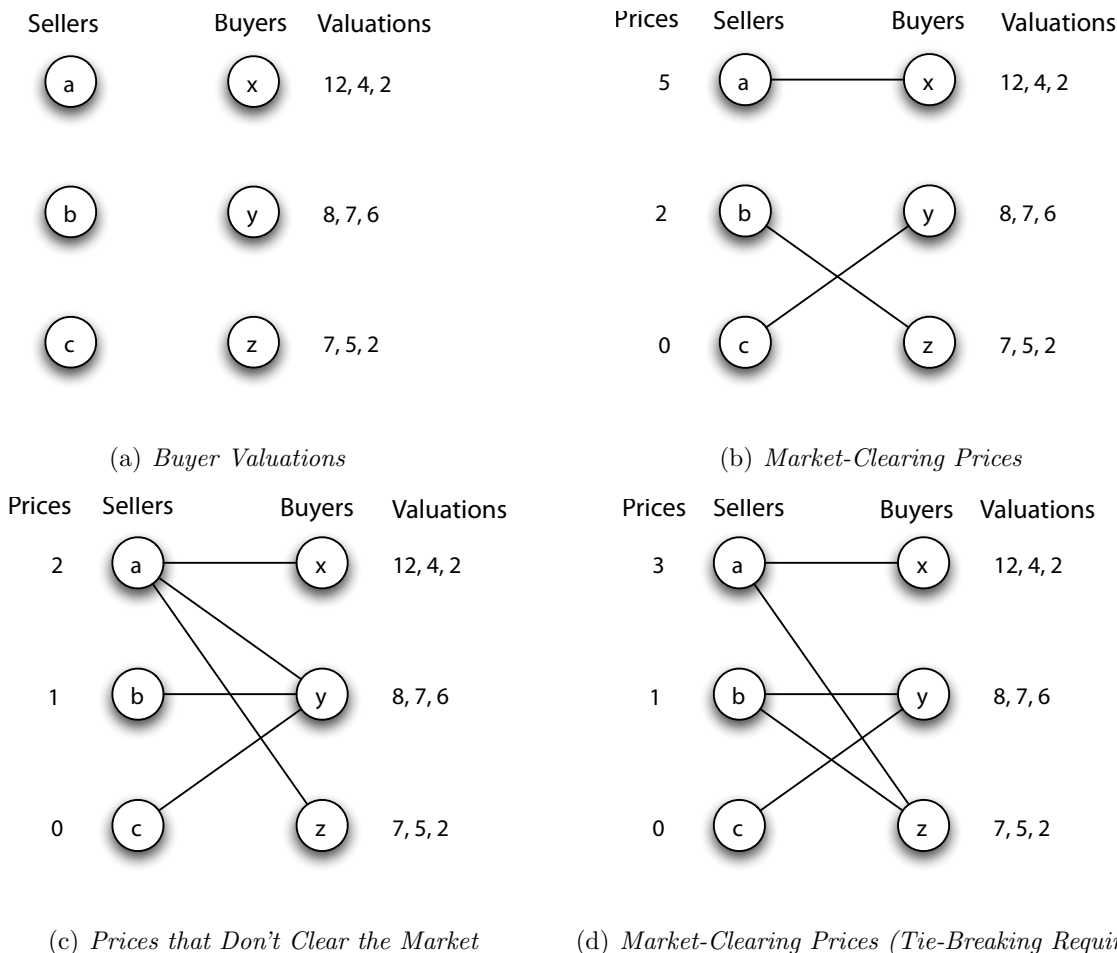 Sellers Buyers Valuations
a x 12, 4, 2
b y 8, 7, 6
c z 7, 5, 2
(a) Buyer Valuations
Prices Sellers Buyers Valuations
5 a x 12, 4, 2
2 b y 8, 7, 6
0 c z 7, 5, 2
(b) Market-Clearing Prices
Prices Sellers Buyers Valuations
2 a x 12, 4, 2
1 b y 8, 7, 6
0 c z 7, 5, 2
(c) Prices that Don't Clear the Market
Prices Sellers Buyers Valuations
3 a x 12, 4, 2
1 b y 8, 7, 6
0 c z 7, 5, 2
(d) Market-Clearing Prices (Tie-Breaking